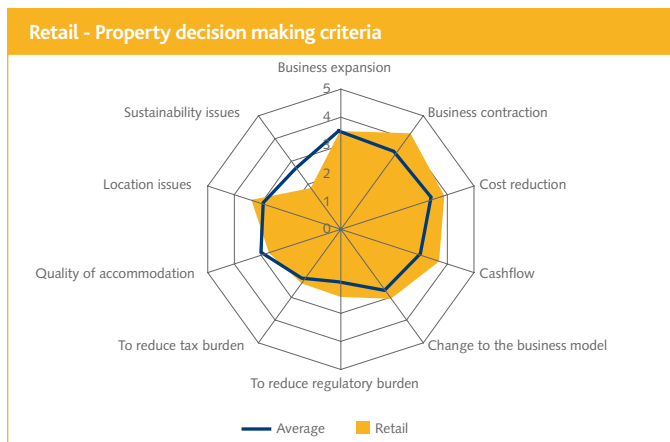 Retail - Property decision making criteria
Business expansion
5
Sustainability issues
4
Business contraction
3
Location issues
2
Cost reduction
1
0
Quality of accommodation
Cashflow
To reduce tax burden
Change to the business model
To reduce regulatory burden
Average
Retail